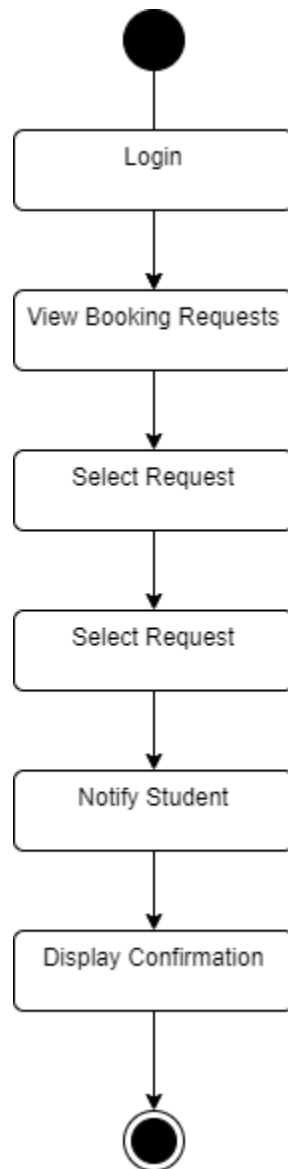 Login
View Booking Requests
Select Request
Select Request
Notify Student
Display Confirmation